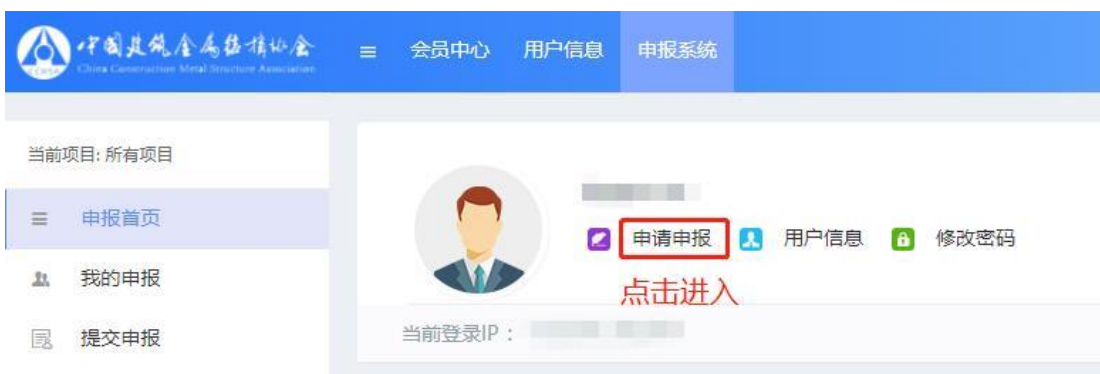 中国建筑金属结构协会
China Construction Metal Structure Association
会员中心 用户信息 申报系统
当前项目: 所有项目
申报首页
我的申报
提交申报
申请申报 用户信息 修改密码
点击进入
当前登录IP：